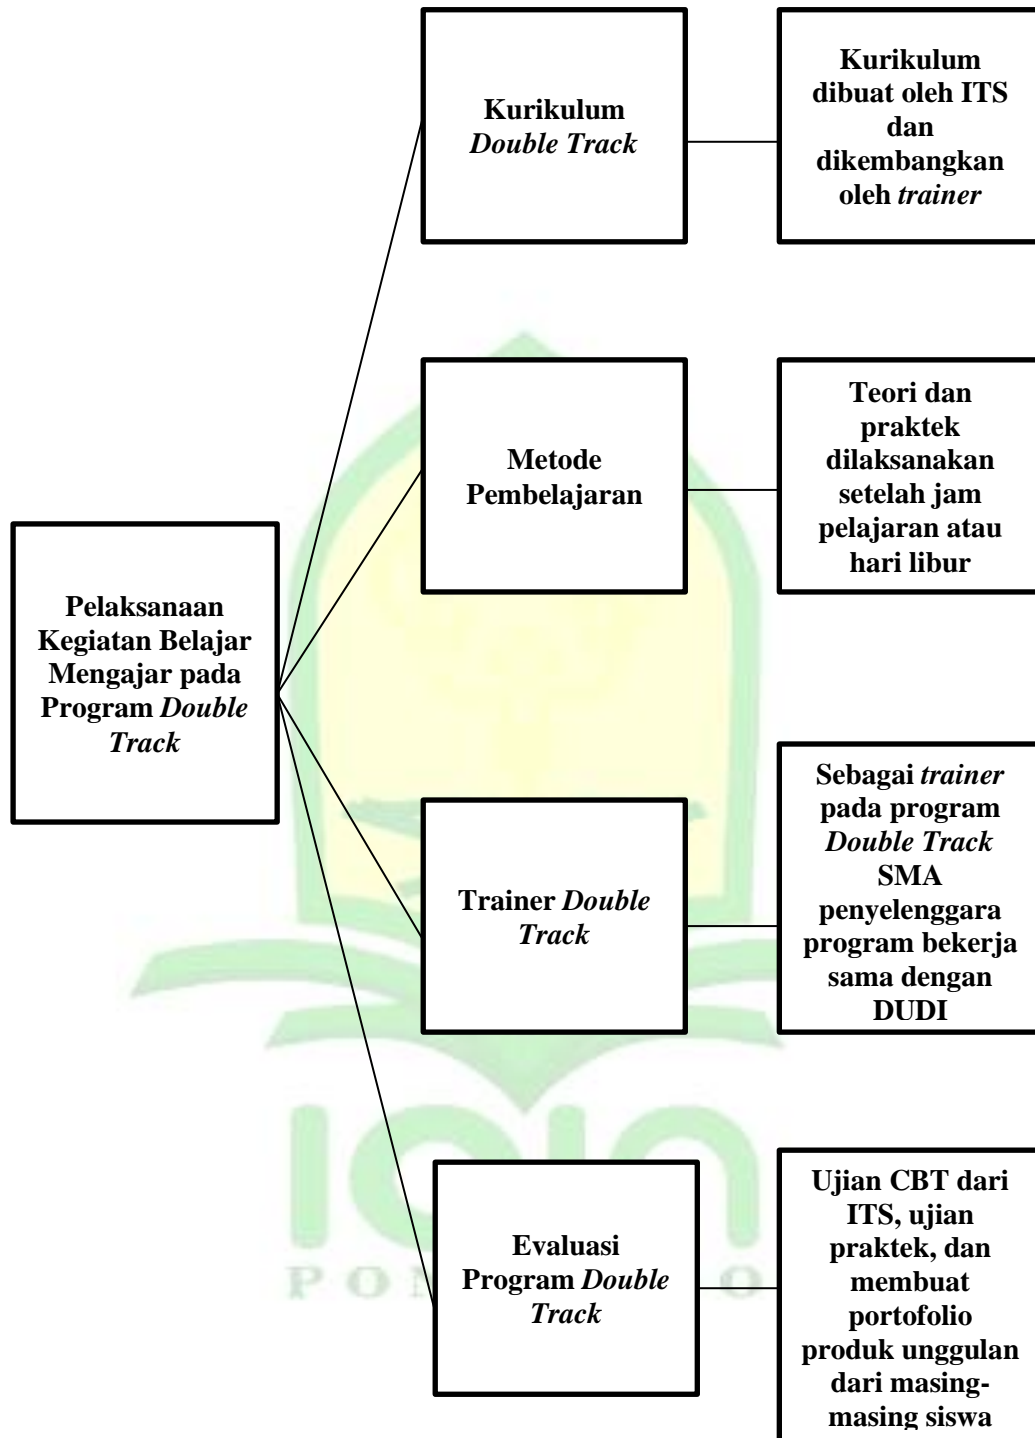 Pelaksanaan
Kegiatan Belajar
Mengajar pada
Program Double
Track
Kurikulum
Double Track
Kurikulum
dibuat oleh ITS
dan
dikembangkan
oleh trainer
Metode
Pembelajaran
Teori dan
praktek
dilaksanakan
setelah jam
pelajaran atau
hari libur
Trainer Double
Track
Sebagai trainer
pada program
Double Track
SMA
penyelenggara
program bekerja
sama dengan
DUDI
Evaluasi
Program Double
Track
Ujian CBT dari
ITS, ujian
praktek, dan
membuat
portofolio
produk unggulan
dari masing-
masing siswa